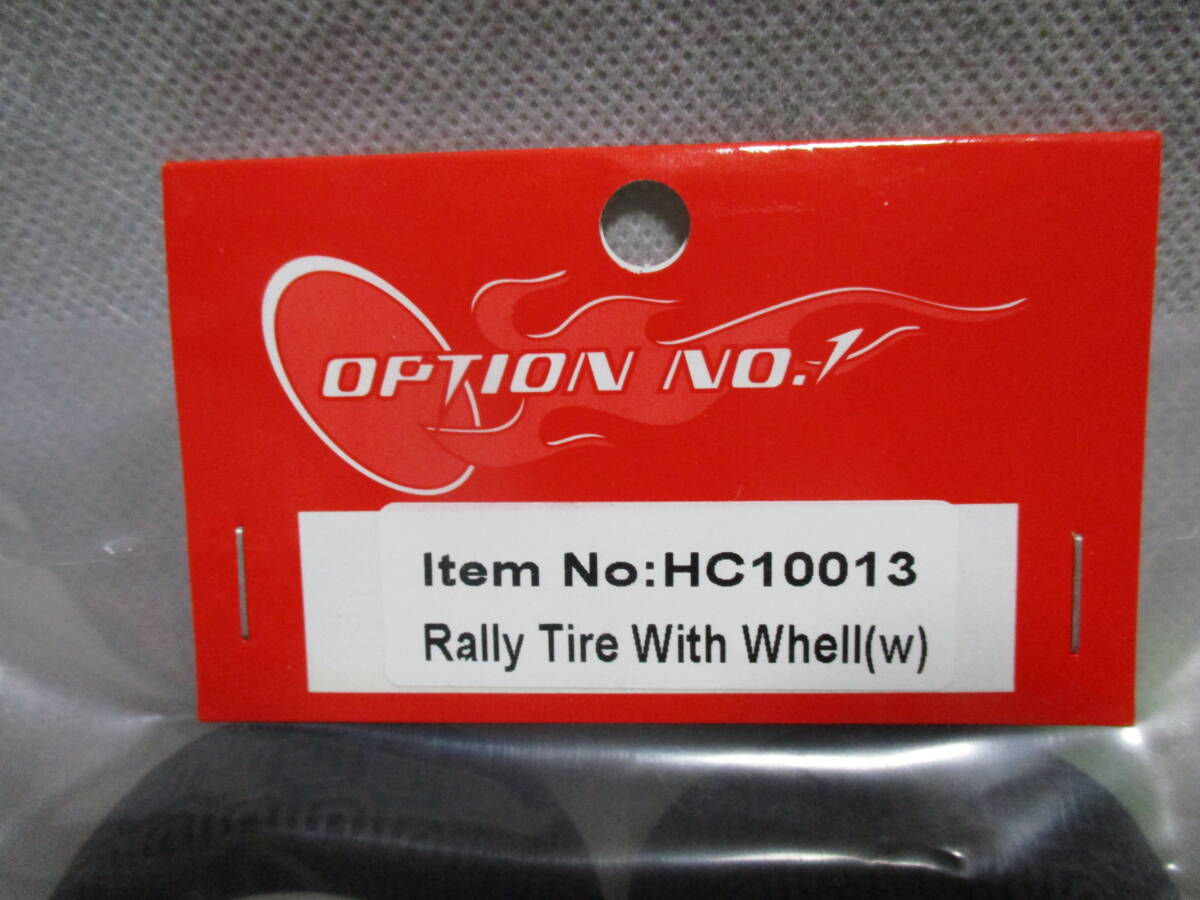 OPTION NO.1
Item No:HC10013
Rally Tire With Whell(w)